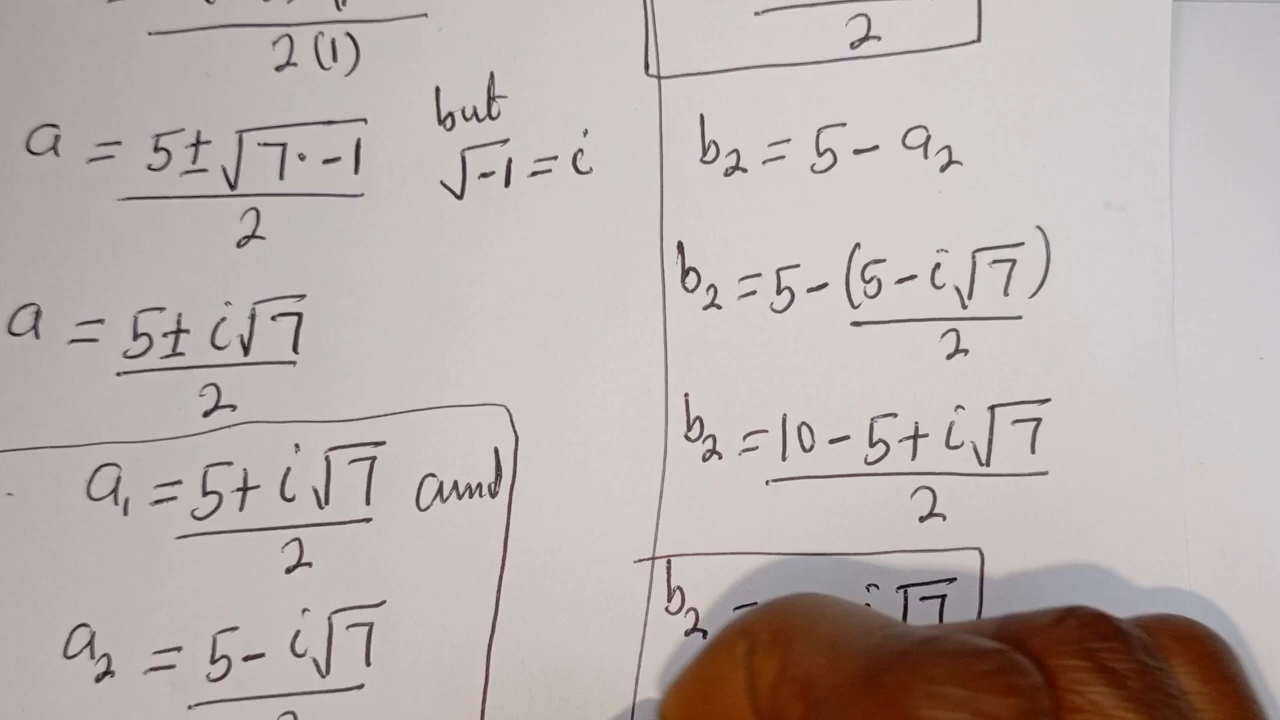 2(1)
a = 5±√7·-1 but
2 √-1 = i
a = 5± i√7
2
a₁ = 5+ i√7 and
2
a₂ = 5- i√7
2
b₂ = 5 - a₂
b₂ = 5-(5-i√7)
2
b₂ = 10 - 5+ i√7
2
b₂ i√7